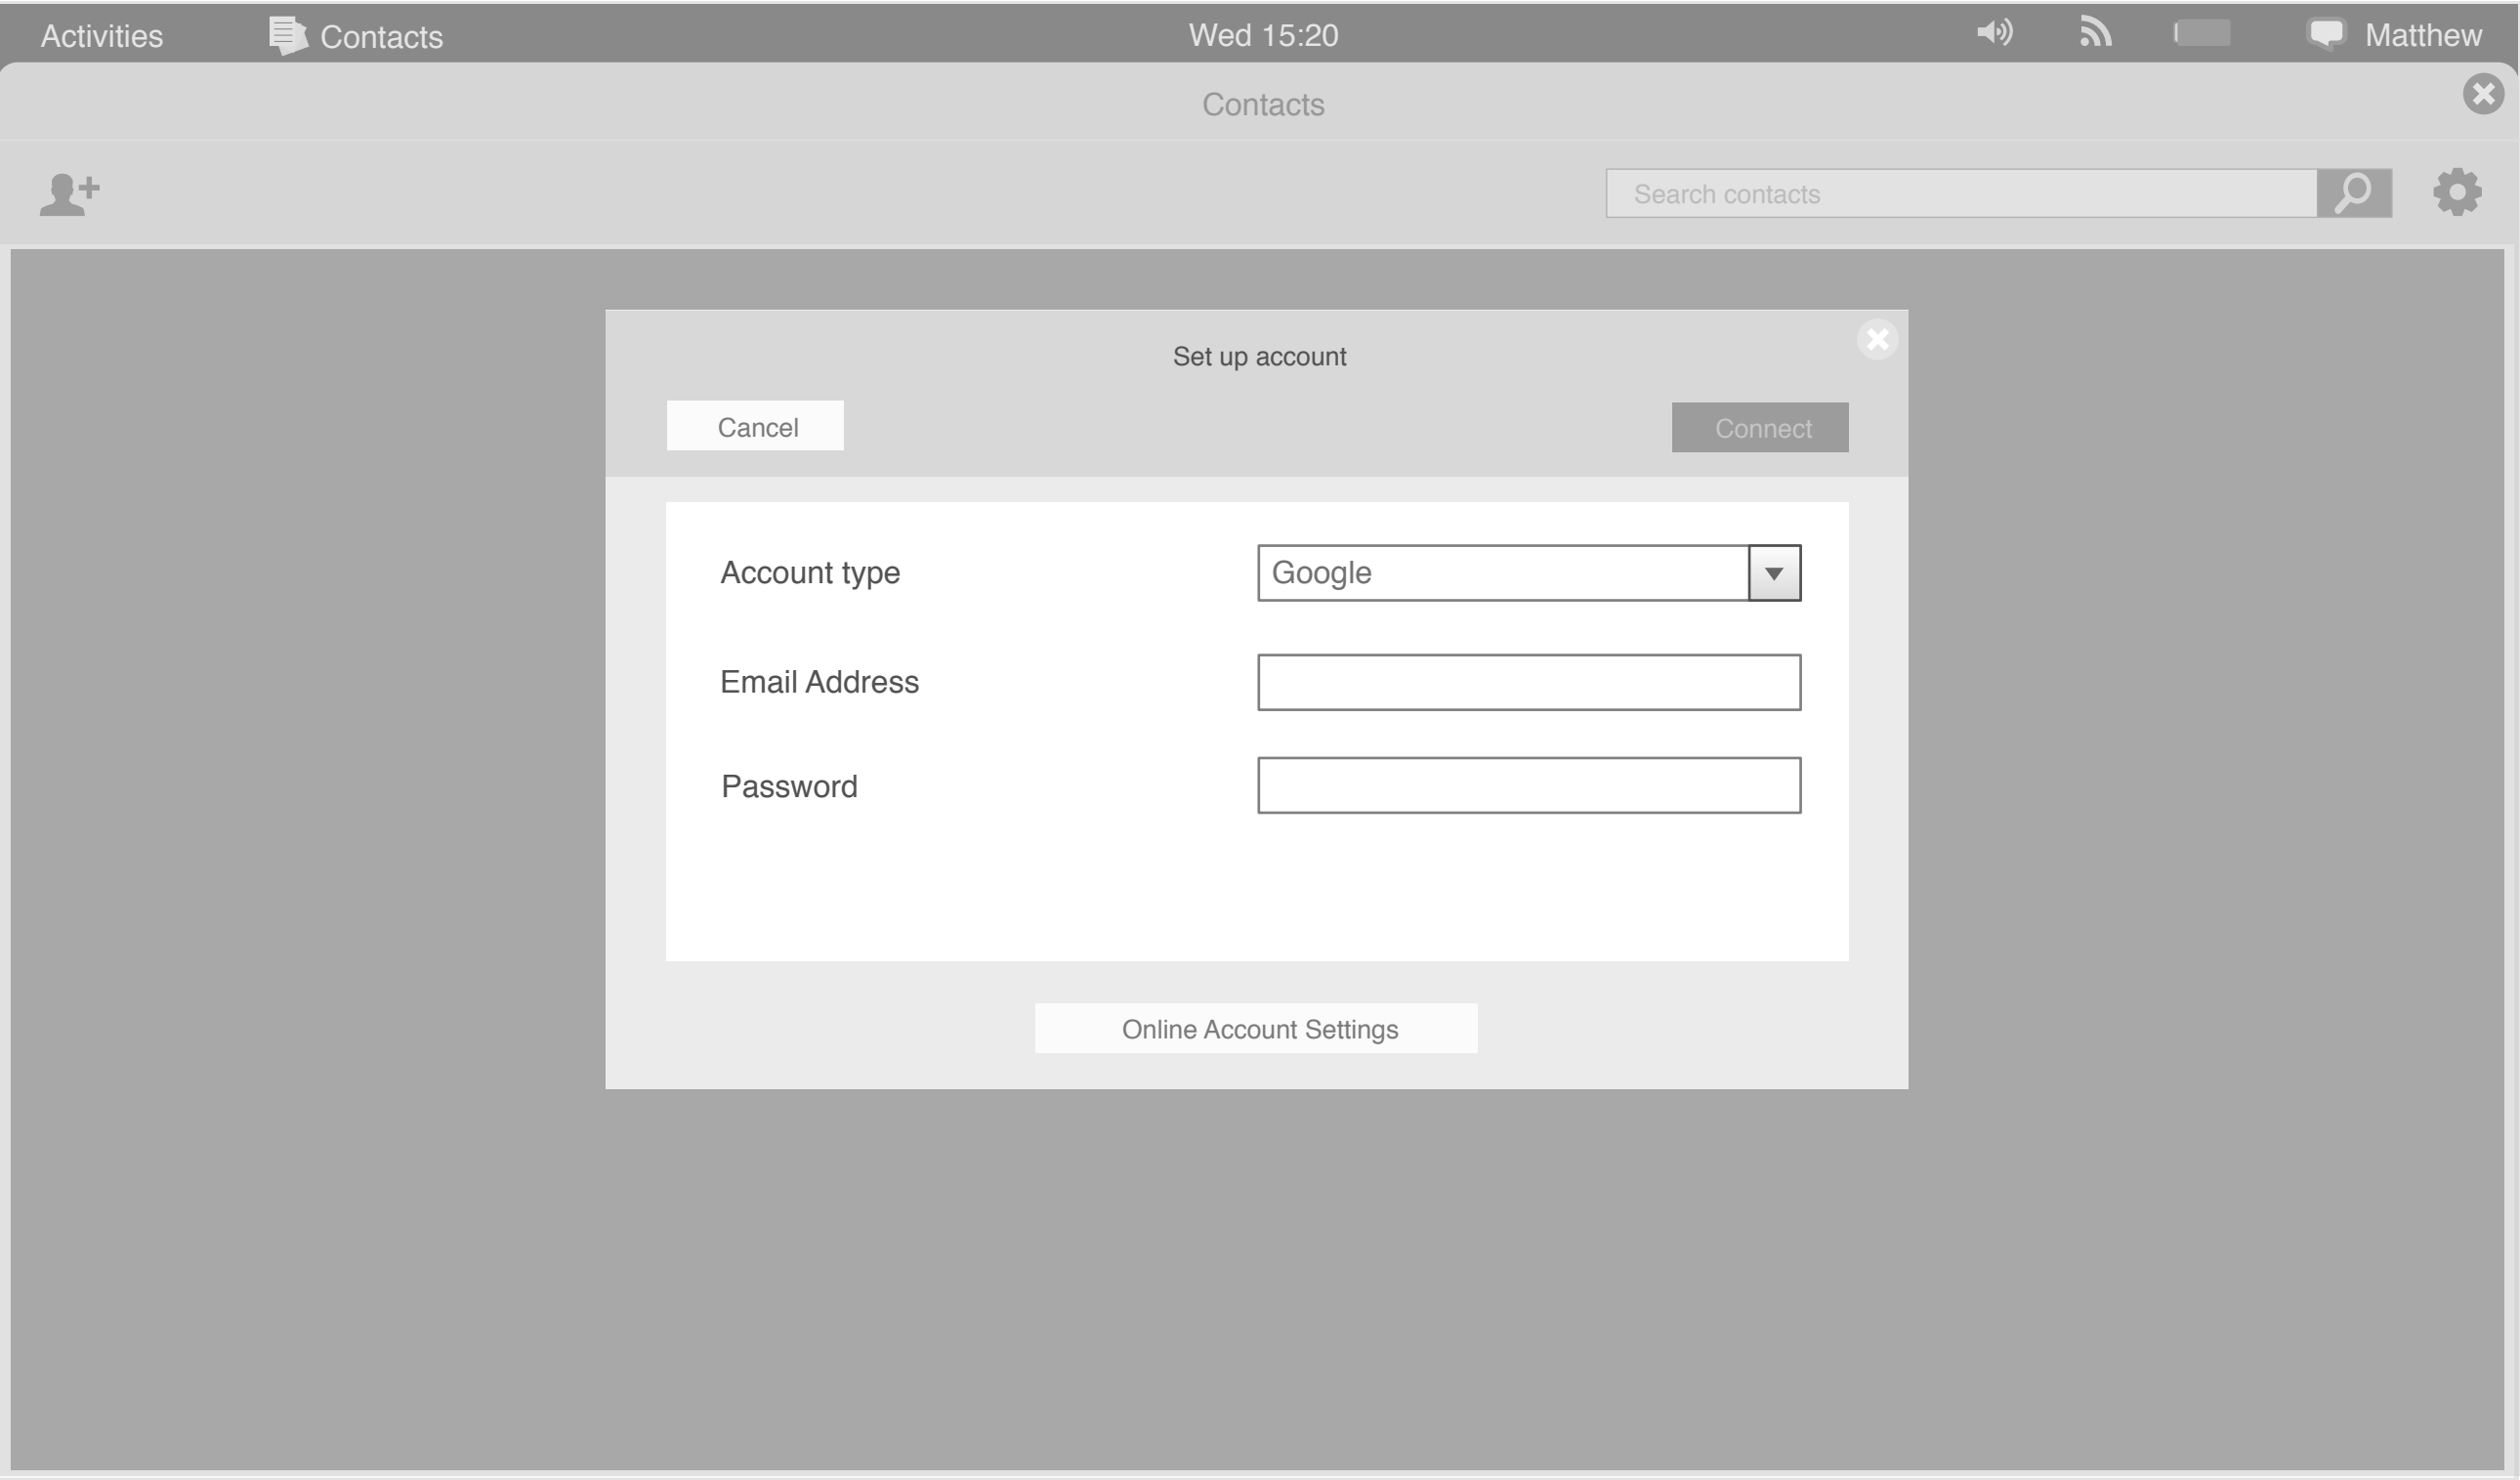 Activities
Contacts
Wed 15:20
Matthew
Contacts
Search contacts
Set up account
Cancel
Connect
Account type
Google
Email Address
Password
Online Account Settings